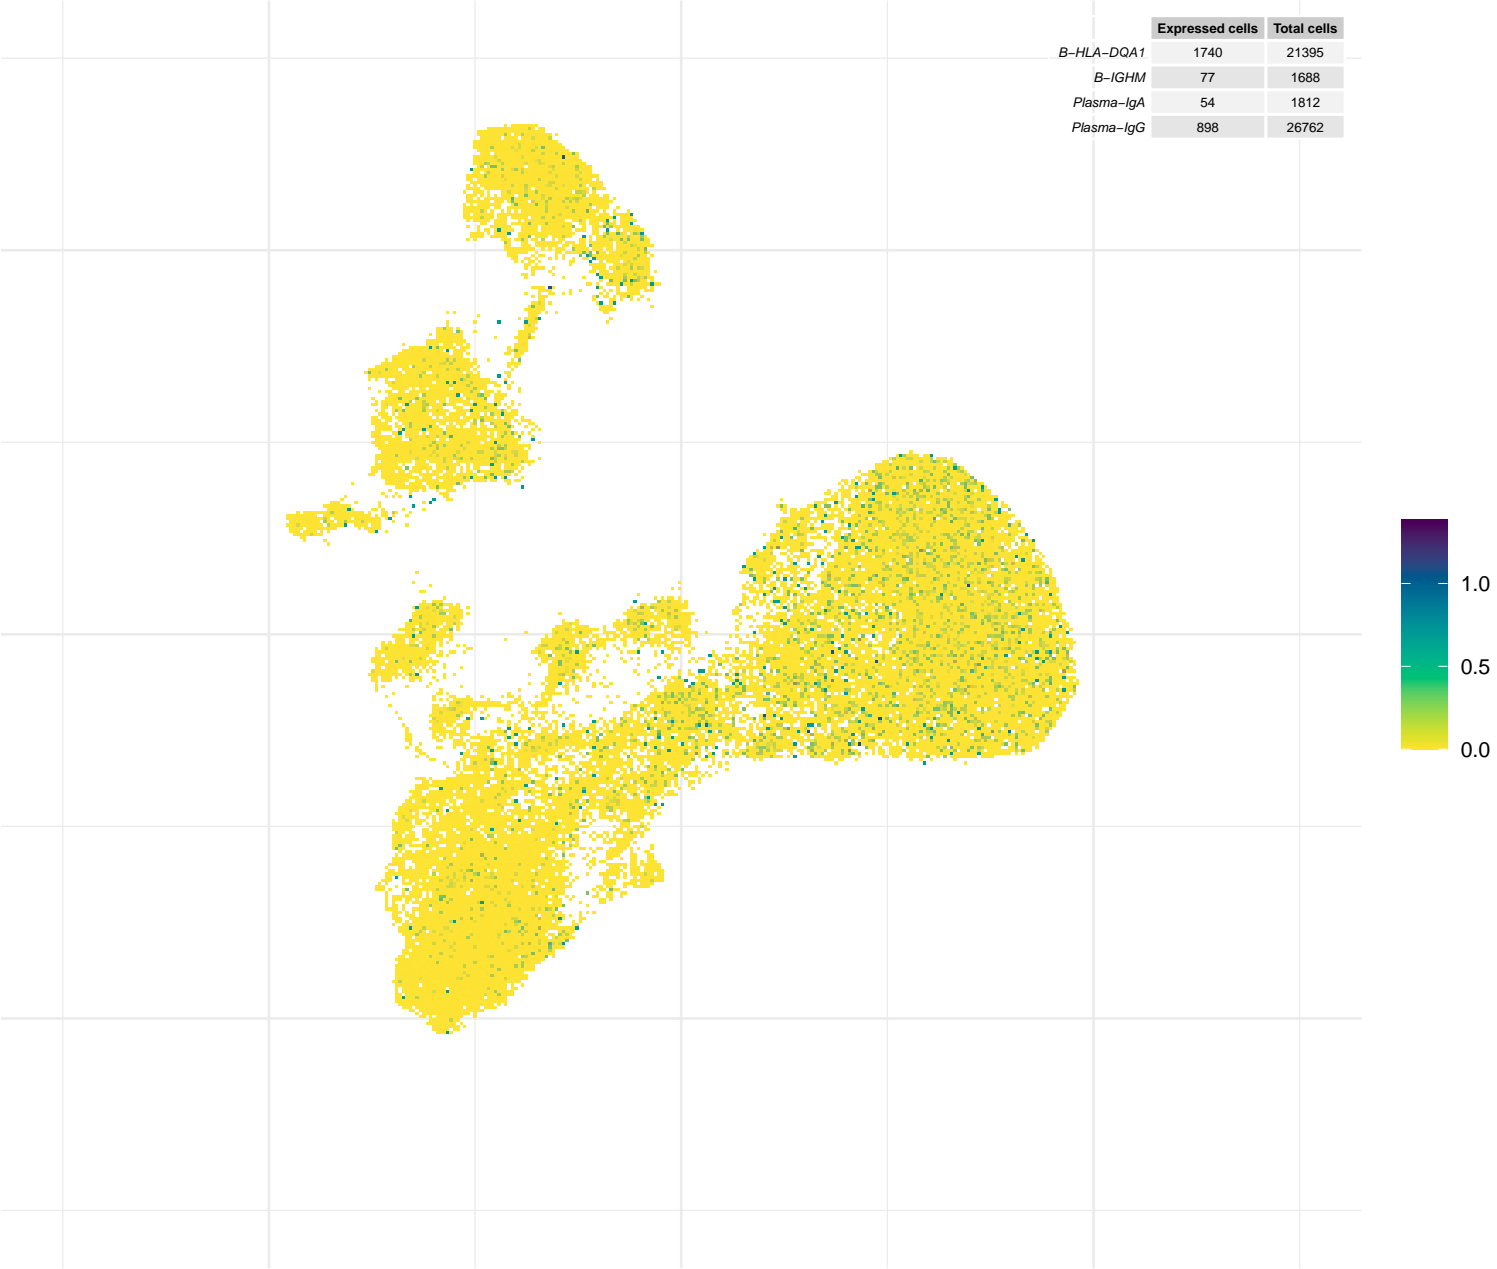 Expressed cells Total cells
B−HLA−DQA1 1740 21395
B−IGHM 77 1688
Plasma−IgA 54 1812
Plasma−IgG 898 26762
1.0
0.5
0.0